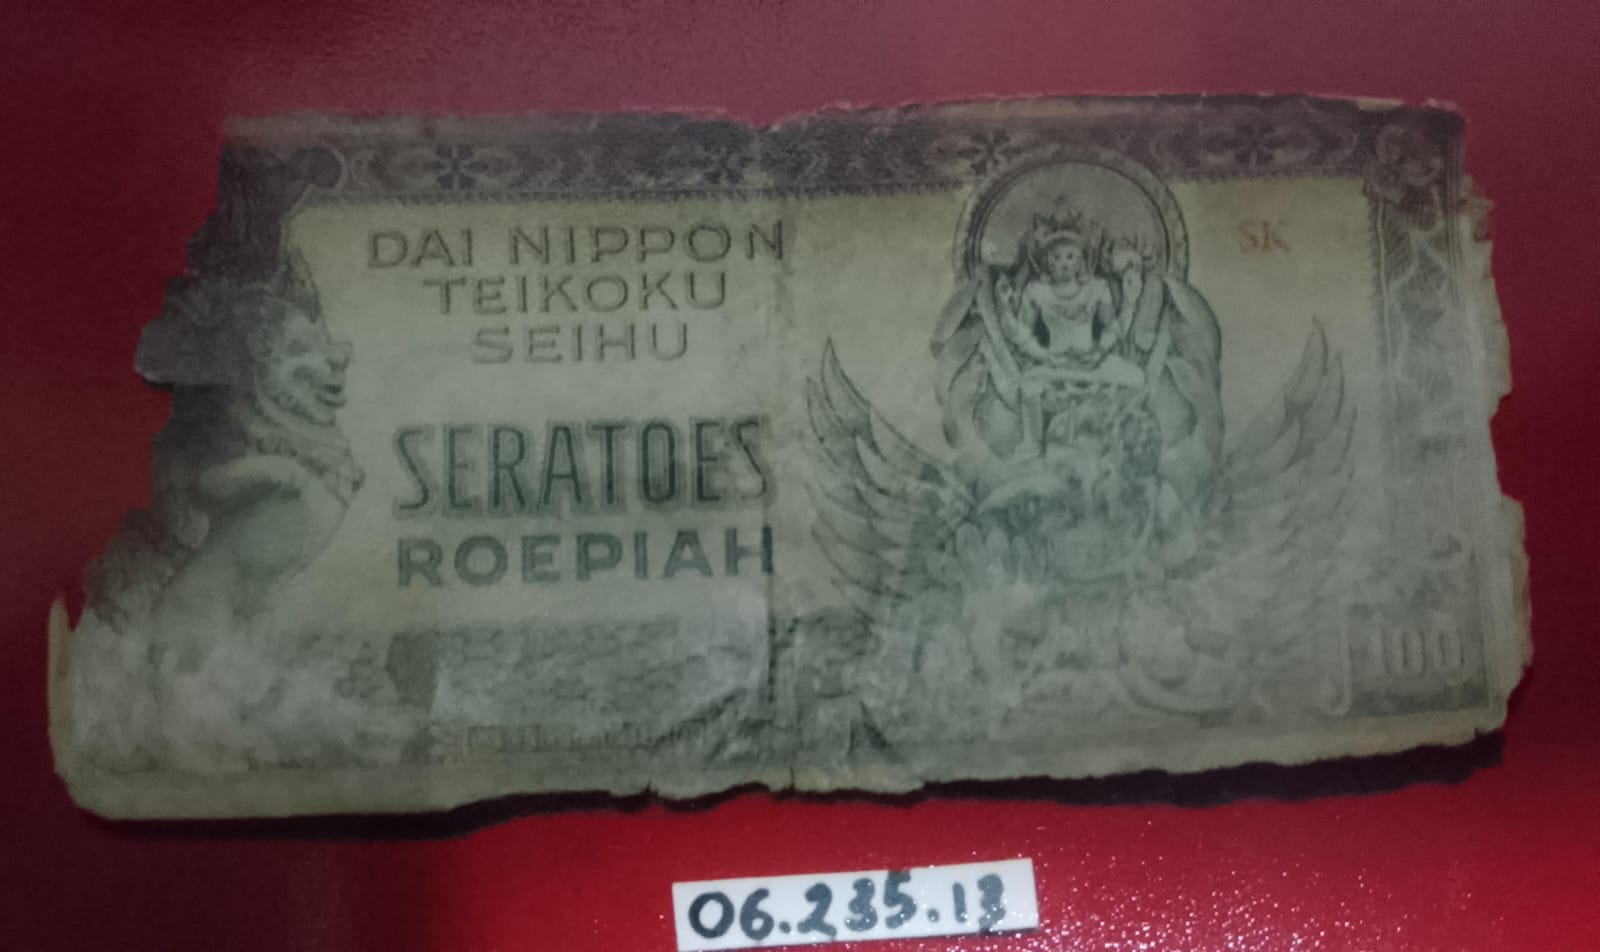 DAI NIPPON
TEIKOKU
SEIHU
SK
SERATOES
ROEPIAH
100
06.235.13